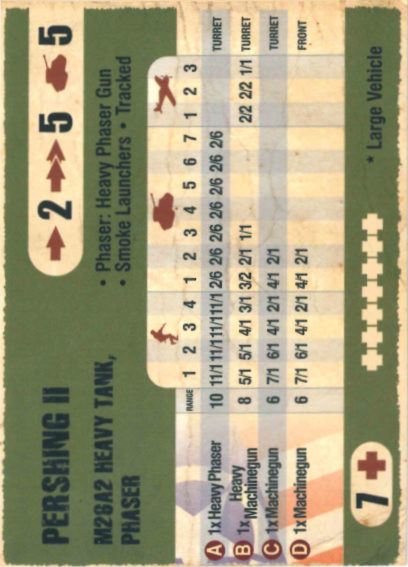 PERSHING II
M26A2 HEAVY TANK,
PHASER
2 5 5
• Phaser: Heavy Phaser Gun
• Smoke Launchers • Tracked
RANGE 1 2 3 4 1 2 3 4 5 6 7 1 2 3
A 1x Heavy Phaser 10 11/1 11/1 11/1 11/1 2/6 2/6 2/6 2/6 2/6 2/6 2/6 TURRET
B 1x Heavy Machinegun 8 5/1 5/1 4/1 3/1 3/2 2/1 1/1 2/2 2/2 1/1 TURRET
C 1x Machinegun 6 7/1 6/1 4/1 2/1 4/1 2/1 TURRET
D 1x Machinegun 6 7/1 6/1 4/1 2/1 4/1 2/1 FRONT
7
* Large Vehicle